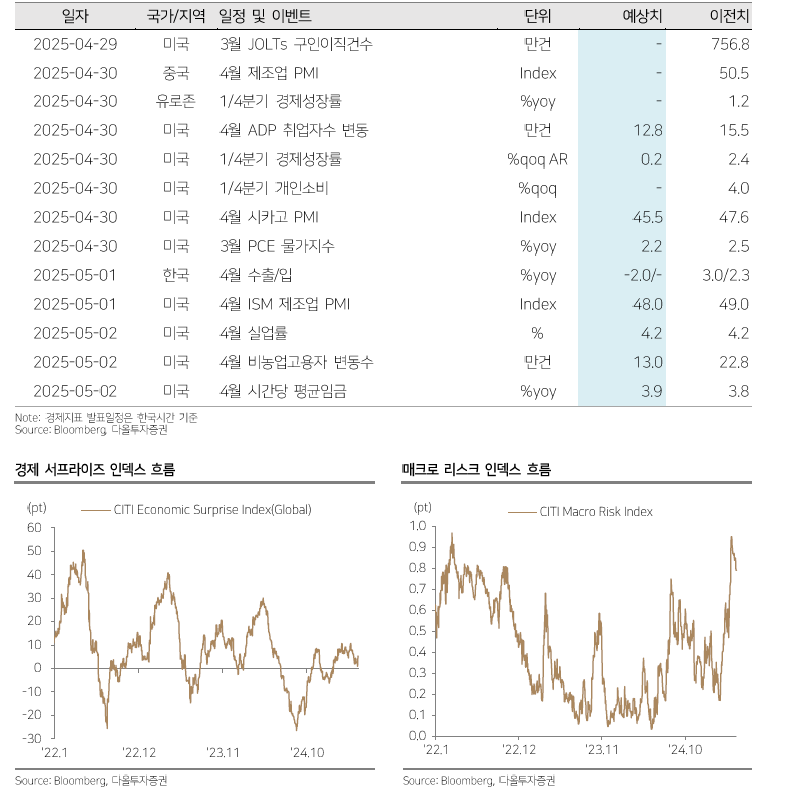 일자 국가/지역 일정 및 이벤트 단위 예상치 이전치
2025-04-29 미국 3월 JOLTs 구인이직건수 만건 - 756.8
2025-04-30 중국 4월 제조업 PMI Index - 50.5
2025-04-30 유로존 1/4분기 경제성장률 %yoy - 1.2
2025-04-30 미국 4월 ADP 취업자수 변동 만건 12.8 15.5
2025-04-30 미국 1/4분기 경제성장률 %qoq AR 0.2 2.4
2025-04-30 미국 1/4분기 개인소비 %qoq - 4.0
2025-04-30 미국 4월 시카고 PMI Index 45.5 47.6
2025-04-30 미국 3월 PCE 물가지수 %yoy 2.2 2.5
2025-05-01 한국 4월 수출/입 %yoy -2.0/- 3.0/2.3
2025-05-01 미국 4월 ISM 제조업 PMI Index 48.0 49.0
2025-05-02 미국 4월 실업률 % 4.2 4.2
2025-05-02 미국 4월 비농업고용자 변동수 만건 13.0 22.8
2025-05-02 미국 4월 시간당 평균임금 %yoy 3.9 3.8
Note: 경제지표 발표일정은 한국시간 기준
Source: Bloomberg, 다올투자증권
경제 서프라이즈 인덱스 흐름
(pt)
CITI Economic Surprise Index(Global)
60
50
40
30
20
10
0
-10
-20
-30
'22.1 '22.12 '23.11 '24.10
Source: Bloomberg, 다올투자증권
매크로 리스크 인덱스 흐름
(pt)
CITI Macro Risk Index
1.0
0.9
0.8
0.7
0.6
0.5
0.4
0.3
0.2
0.1
0.0
'22.1 '22.12 '23.11 '24.10
Source: Bloomberg, 다올투자증권